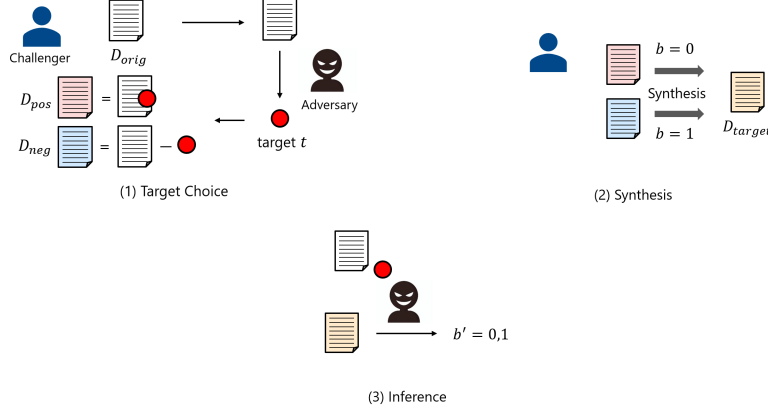 Challenger
D_orig
Adversary
D_pos =
D_neg = −
target t
(1) Target Choice
b = 0
Synthesis
b = 1
D_target
(2) Synthesis
b′ = 0,1
(3) Inference